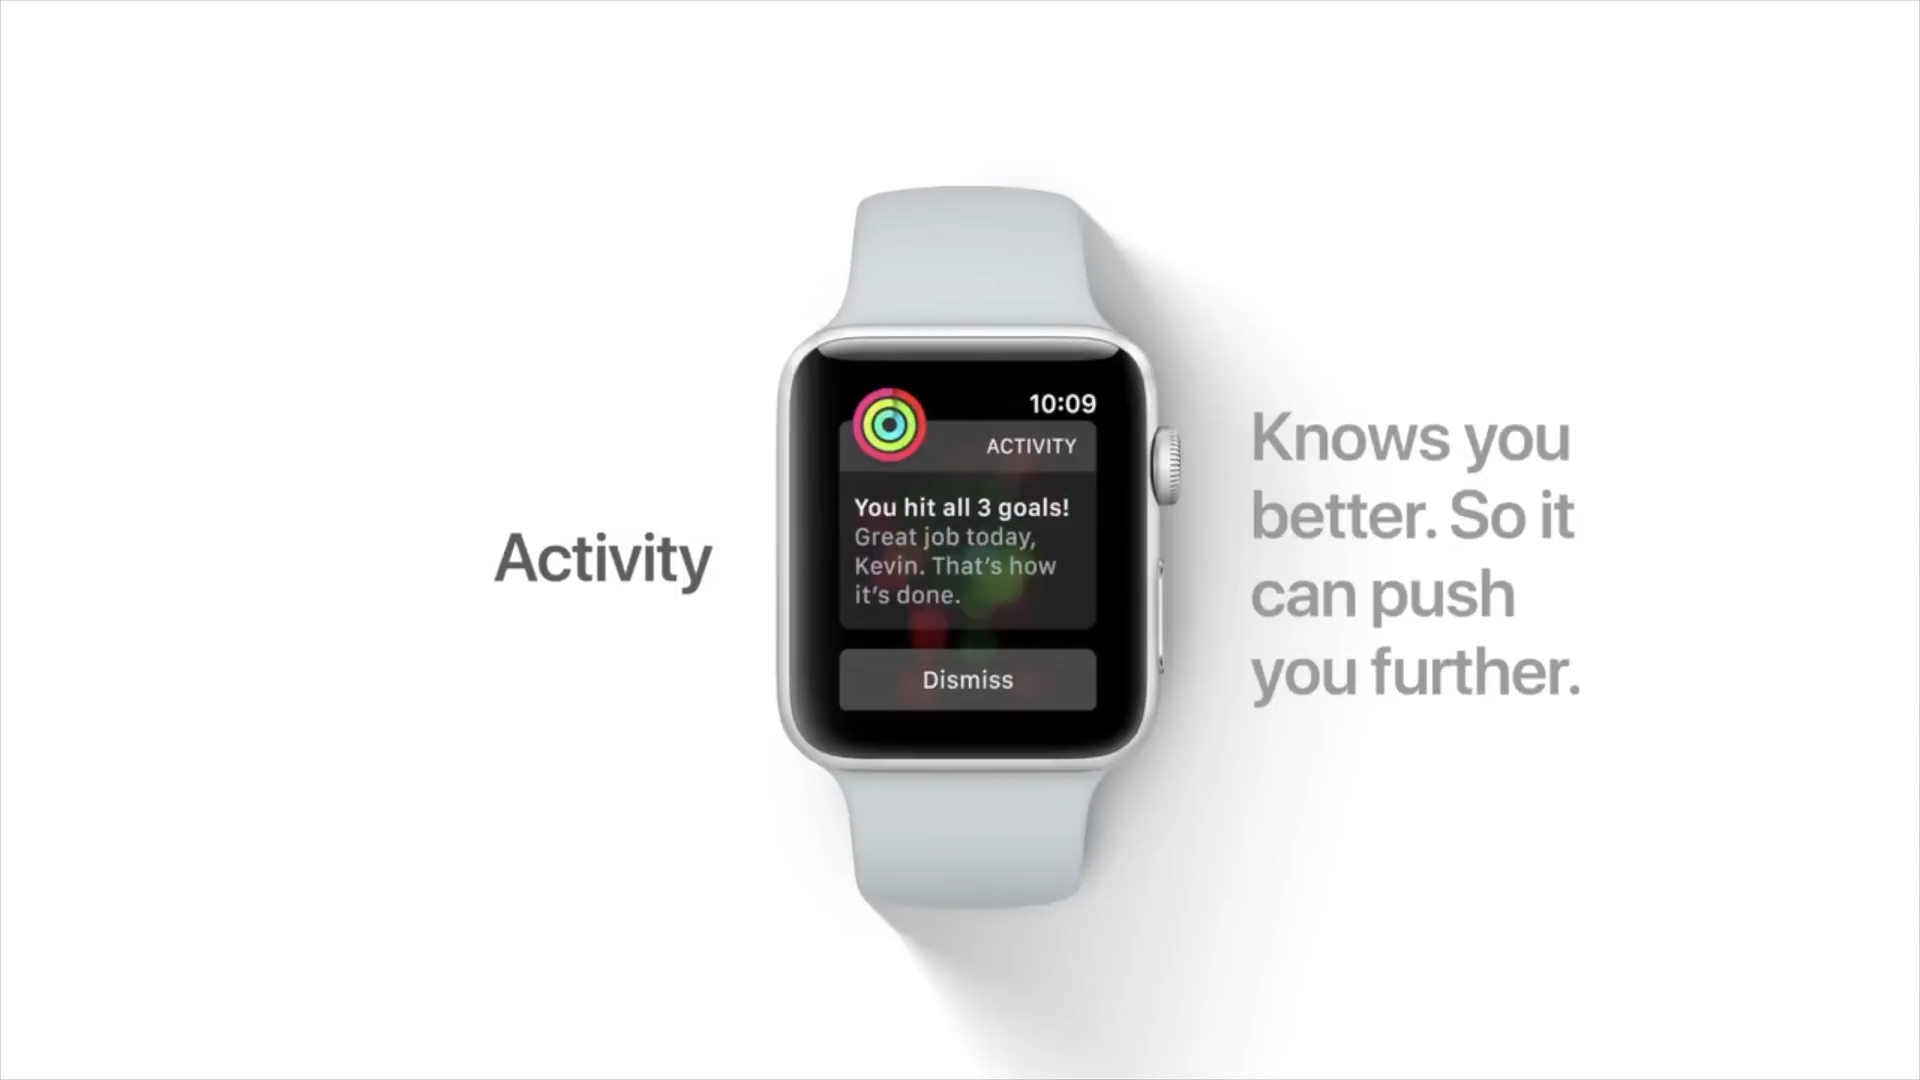 Activity
10:09
ACTIVITY
You hit all 3 goals!
Great job today,
Kevin. That's how
it's done.
Dismiss
Knows you
better. So it
can push
you further.